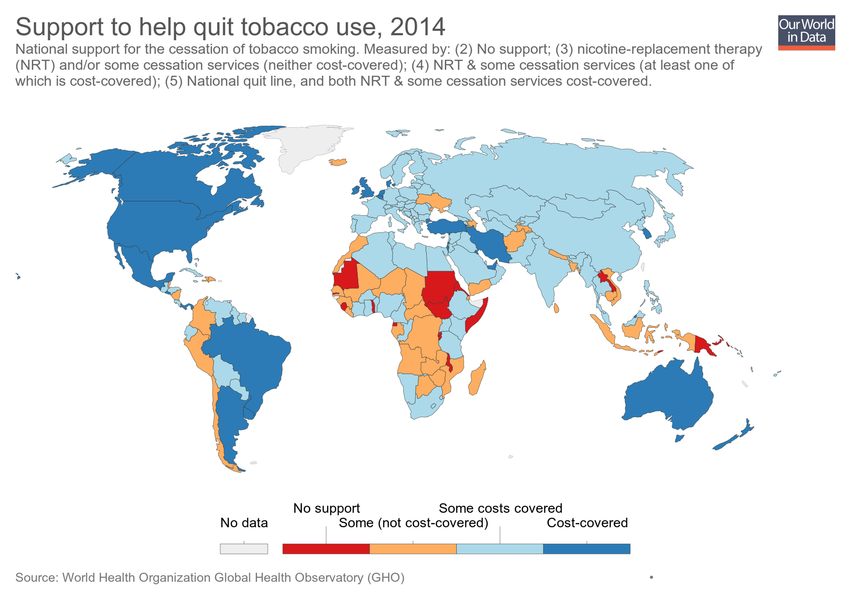 Support to help quit tobacco use, 2014
Our World
in Data
National support for the cessation of tobacco smoking. Measured by: (2) No support; (3) nicotine-replacement therapy
(NRT) and/or some cessation services (neither cost-covered); (4) NRT & some cessation services (at least one of
which is cost-covered); (5) National quit line, and both NRT & some cessation services cost-covered.
No support
Some costs covered
No data
Some (not cost-covered)
Cost-covered
Source: World Health Organization Global Health Observatory (GHO)